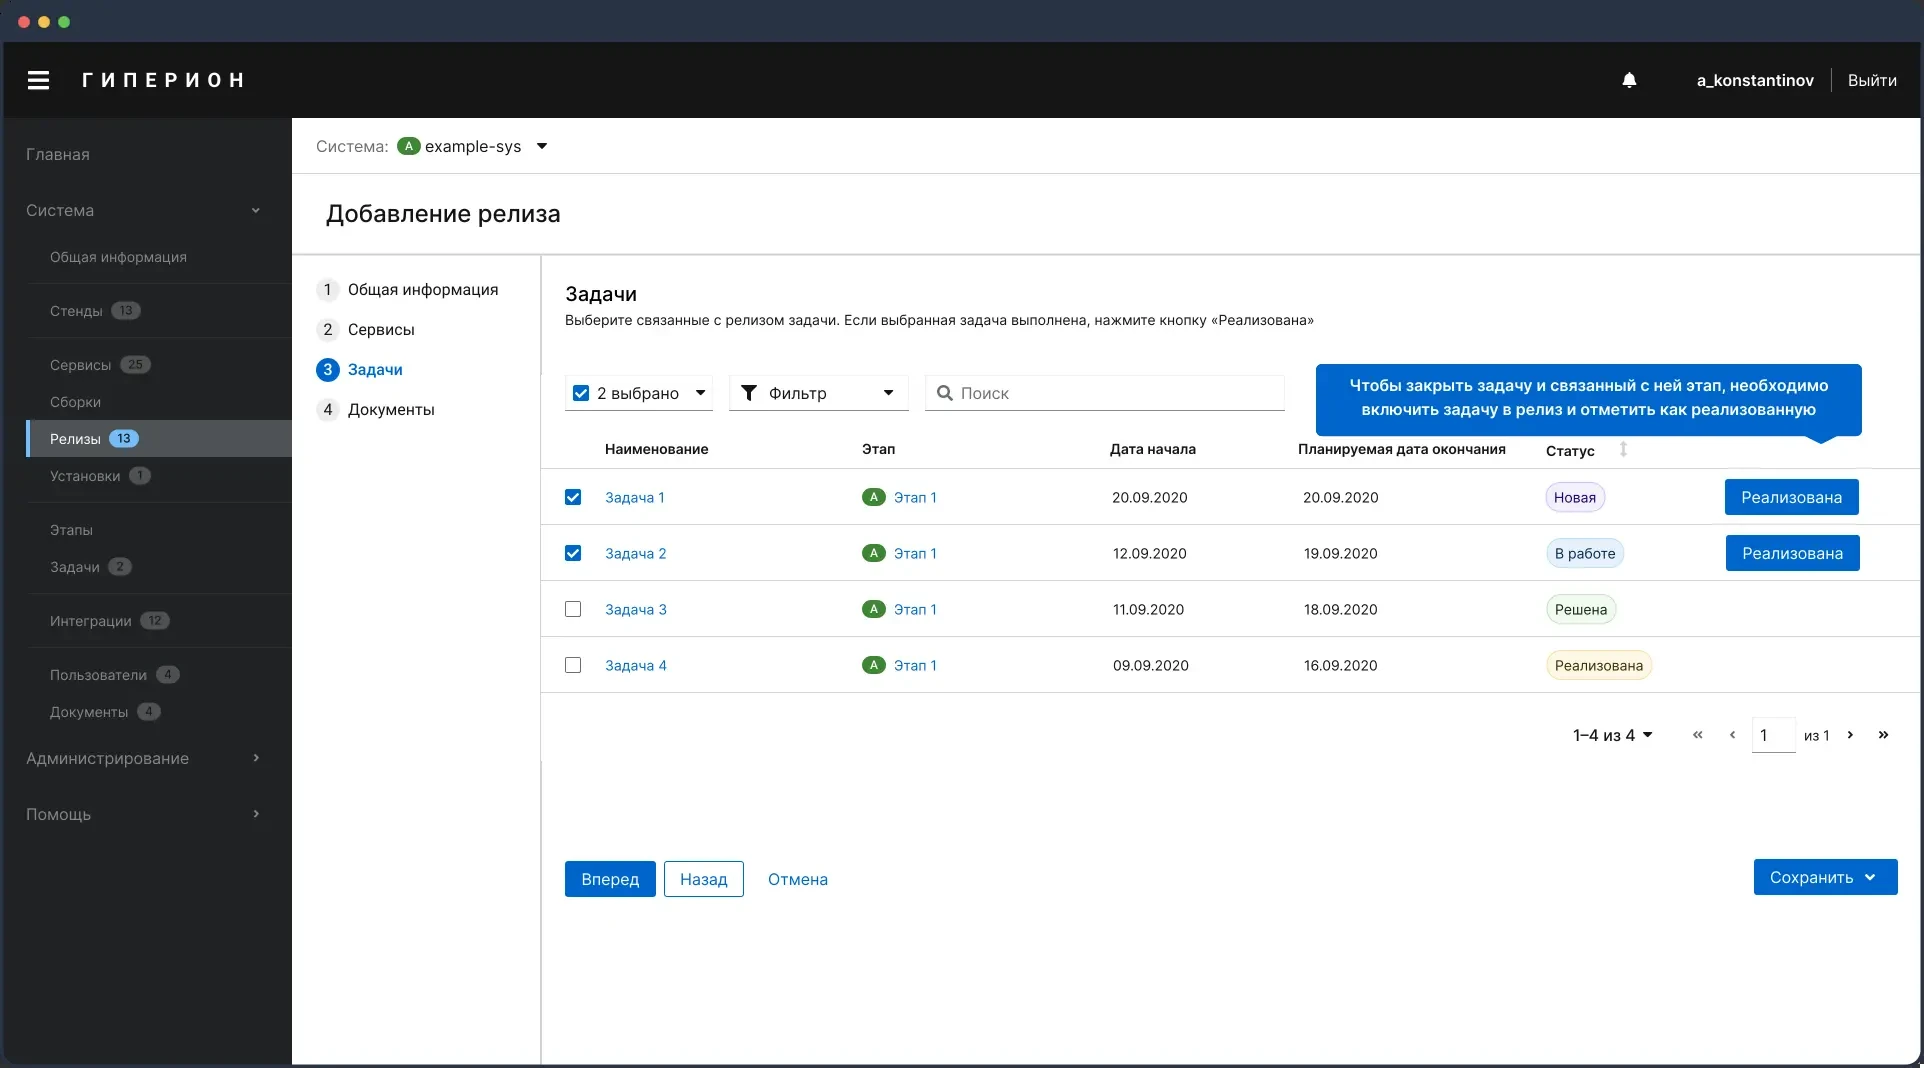 ГИПЕРИОН
a_konstantinov
Выйти
Главная
Система
Общая информация
Стенды 13
Сервисы 25
Сборки
Релизы 13
Установки 1
Этапы
Задачи 2
Интеграции 12
Пользователи 4
Документы 4
Администрирование
Помощь
Система: A example-sys
Добавление релиза
1 Общая информация
2 Сервисы
3 Задачи
4 Документы
Задачи
Выберите связанные с релизом задачи. Если выбранная задача выполнена, нажмите кнопку «Реализована»
2 выбрано
Фильтр
Поиск
Чтобы закрыть задачу и связанный с ней этап, необходимо
включить задачу в релиз и отметить как реализованную
Наименование Этап Дата начала Планируемая дата окончания Статус
Задача 1 A Этап 1 20.09.2020 20.09.2020 Новая Реализована
Задача 2 A Этап 1 12.09.2020 19.09.2020 В работе Реализована
Задача 3 A Этап 1 11.09.2020 18.09.2020 Решена
Задача 4 A Этап 1 09.09.2020 16.09.2020 Реализована
1–4 из 4 « ‹ 1 из 1 › »
Вперед Назад Отмена Сохранить